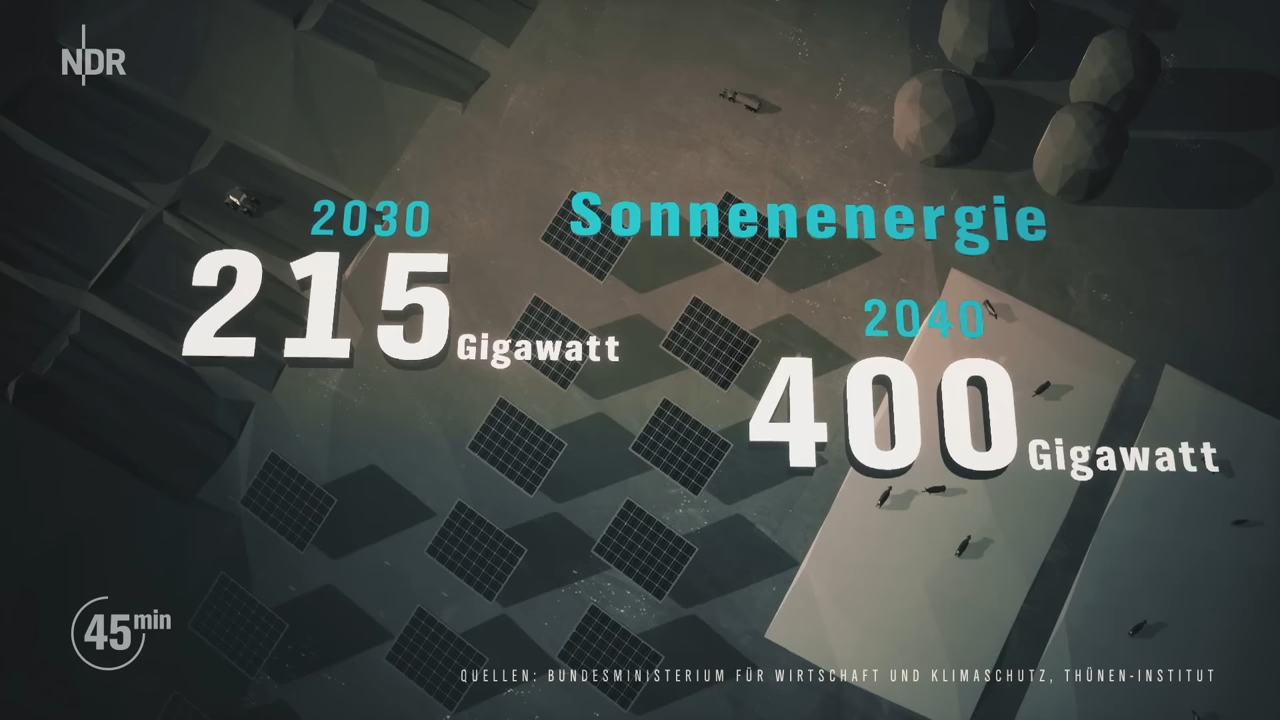 NDR
Sonnenenergie
2030
215 Gigawatt
2040
400 Gigawatt
45 min
QUELLEN: BUNDESMINISTERIUM FÜR WIRTSCHAFT UND KLIMASCHUTZ, THÜNEN-INSTITUT